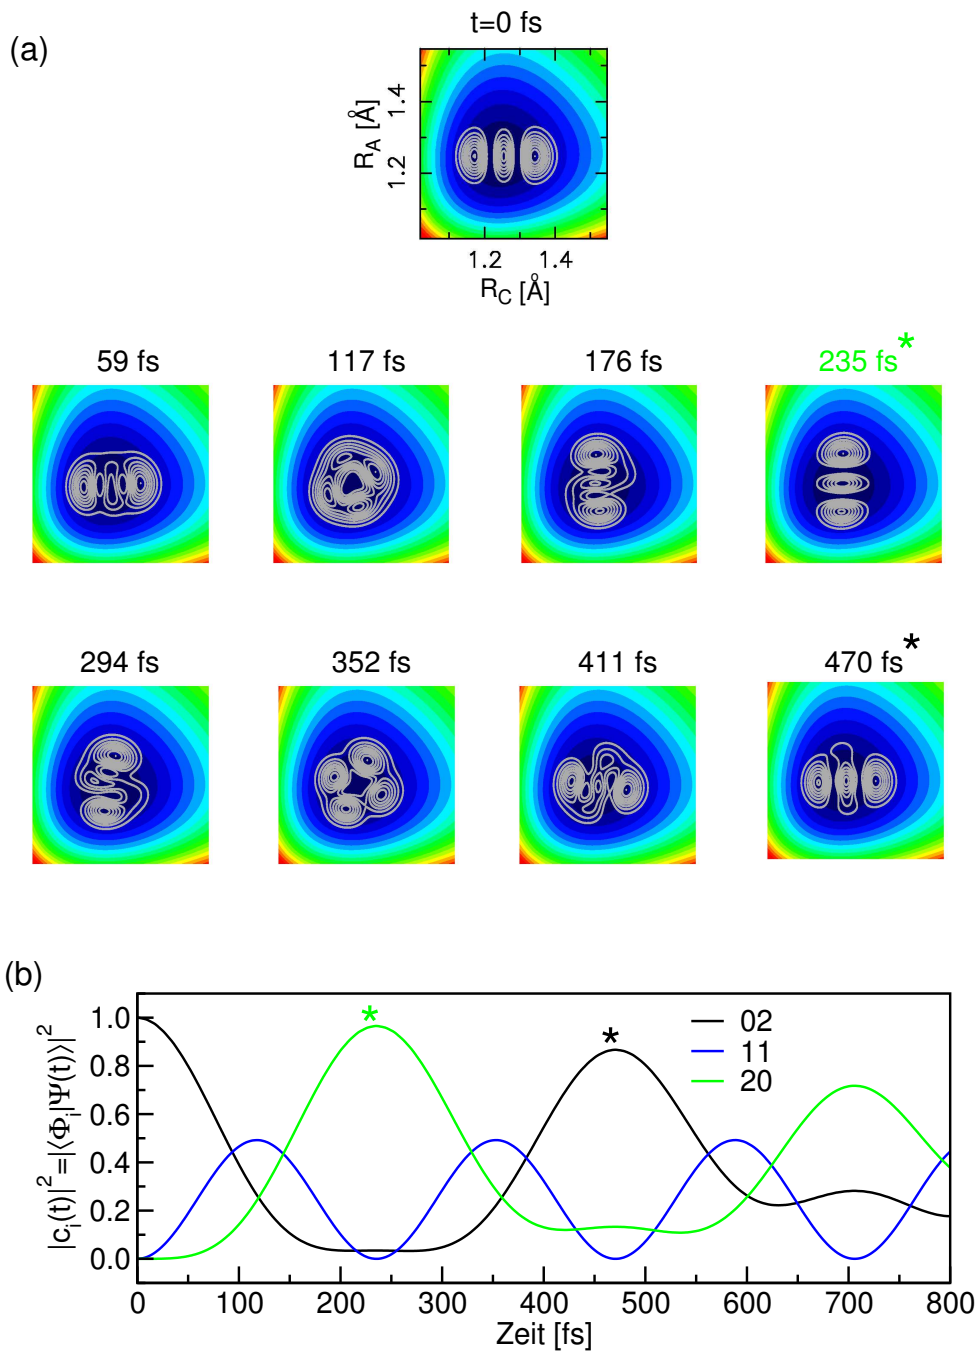 (a)
t=0 fs
R_A [Å]
1.4
1.2
1.2 1.4
R_C [Å]
59 fs 117 fs 176 fs 235 fs*
294 fs 352 fs 411 fs 470 fs*
(b)
|c_i(t)|²=|⟨Φ_i|Ψ(t)⟩|²
1.0
0.8
0.6
0.4
0.2
0.0
* *
02
11
20
0 100 200 300 400 500 600 700 800
Zeit [fs]